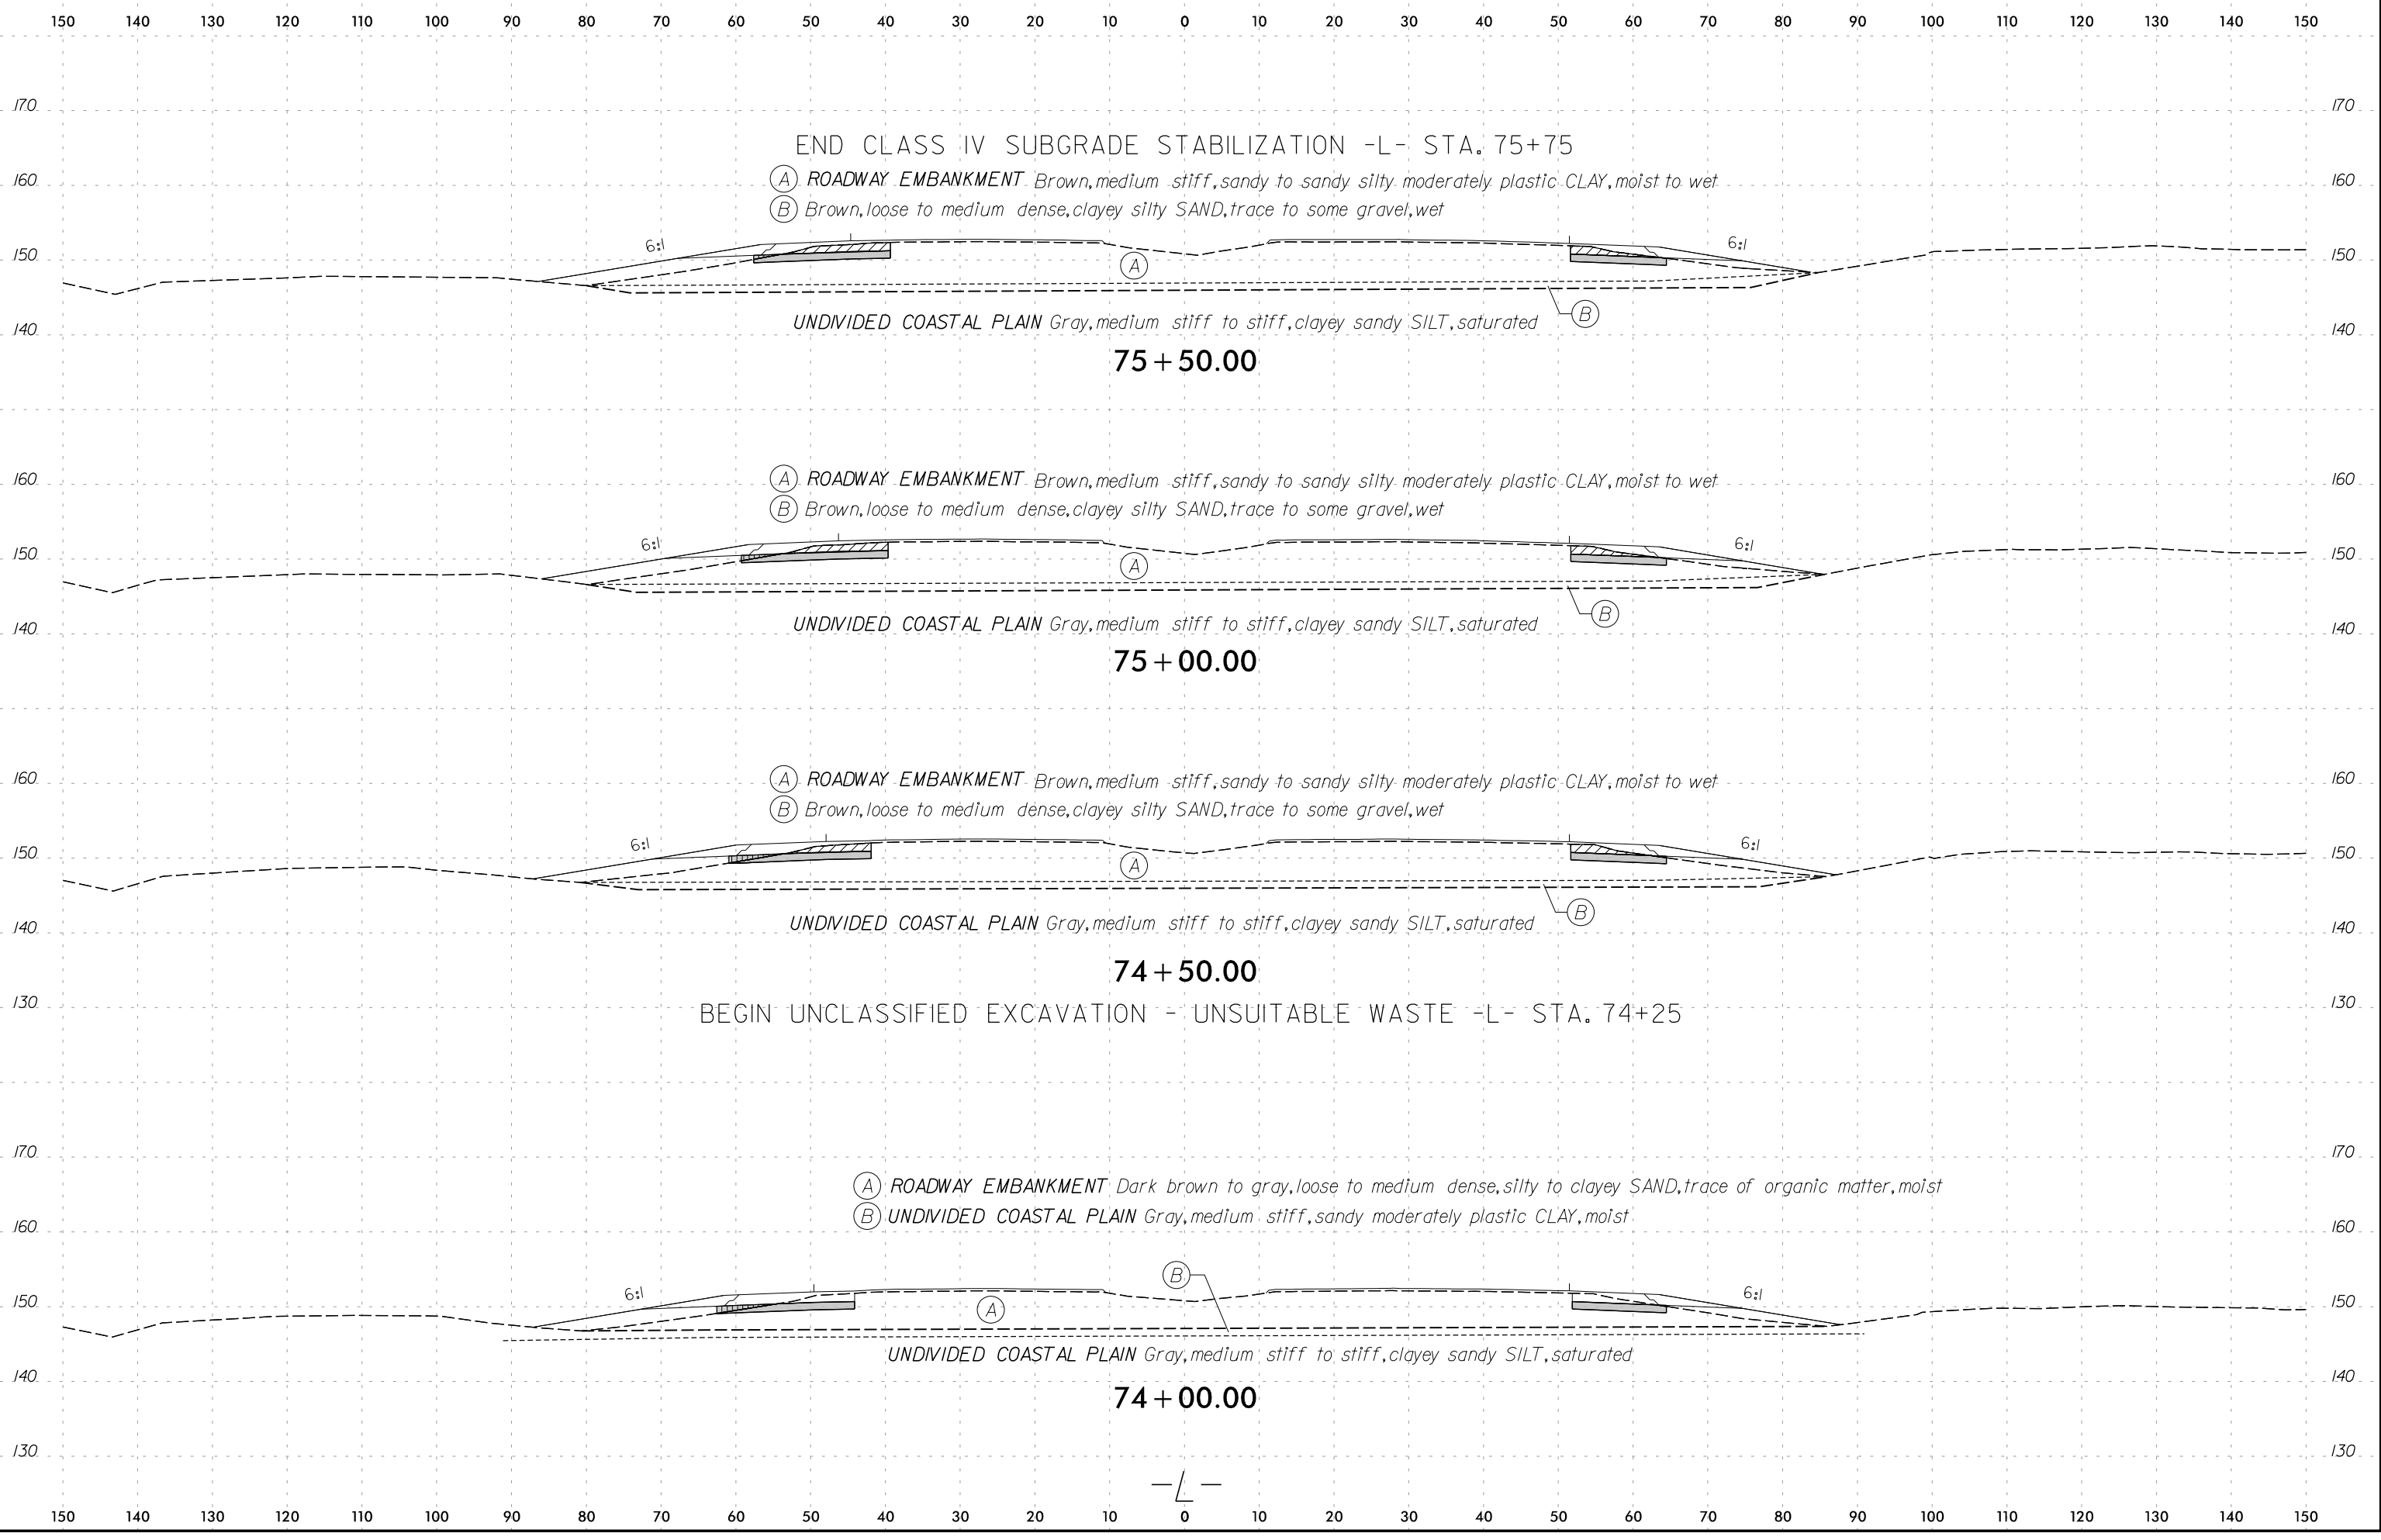 150 140 130 120 110 100 90 80 70 60 50 40 30 20 10 0 10 20 30 40 50 60 70 80 90 100 110 120 130 140 150
170 170
END CLASS IV SUBGRADE STABILIZATION -L- STA. 75+75
160 A ROADWAY EMBANKMENT Brown, medium stiff, sandy to sandy silty moderately plastic CLAY, moist to wet 160
B Brown, loose to medium dense, clayey silty SAND, trace to some gravel, wet
6:1 6:1
150 A 150
B
140 UNDIVIDED COASTAL PLAIN Gray, medium stiff to stiff, clayey sandy SILT, saturated 140
75+50.00
160 A ROADWAY EMBANKMENT Brown, medium stiff, sandy to sandy silty moderately plastic CLAY, moist to wet 160
B Brown, loose to medium dense, clayey silty SAND, trace to some gravel, wet
6:1 6:1
150 A 150
B
140 UNDIVIDED COASTAL PLAIN Gray, medium stiff to stiff, clayey sandy SILT, saturated 140
75+00.00
160 A ROADWAY EMBANKMENT Brown, medium stiff, sandy to sandy silty moderately plastic CLAY, moist to wet 160
B Brown, loose to medium dense, clayey silty SAND, trace to some gravel, wet
6:1 6:1
150 A 150
B
140 UNDIVIDED COASTAL PLAIN Gray, medium stiff to stiff, clayey sandy SILT, saturated 140
74+50.00
130 130
BEGIN UNCLASSIFIED EXCAVATION - UNSUITABLE WASTE -L- STA. 74+25
170 170
A ROADWAY EMBANKMENT Dark brown to gray, loose to medium dense, silty to clayey SAND, trace of organic matter, moist
160 B UNDIVIDED COASTAL PLAIN Gray, medium stiff, sandy moderately plastic CLAY, moist 160
B
6:1 6:1
150 A 150
UNDIVIDED COASTAL PLAIN Gray, medium stiff to stiff, clayey sandy SILT, saturated
140 140
74+00.00
130 130
-L-
150 140 130 120 110 100 90 80 70 60 50 40 30 20 10 0 10 20 30 40 50 60 70 80 90 100 110 120 130 140 150